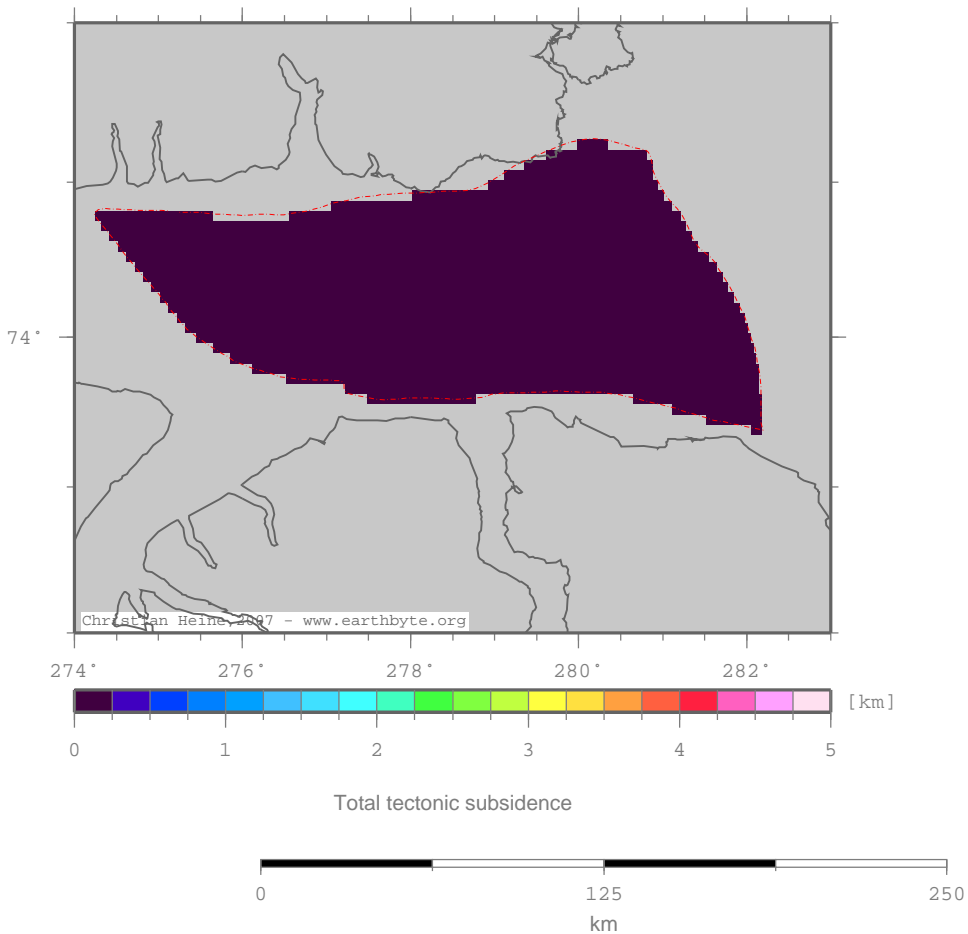 74°
Christian Heine, 2007 - www.earthbyte.org
274° 276° 278° 280° 282°
[km]
0 1 2 3 4 5
Total tectonic subsidence
0 125 250
km